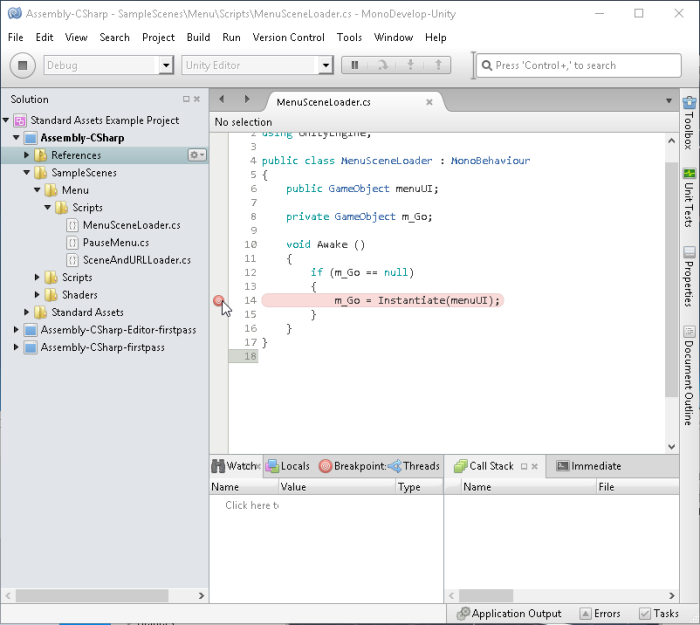 Assembly-CSharp - SampleScenes\Menu\Scripts\MenuSceneLoader.cs - MonoDevelop-Unity
File Edit View Search Project Build Run Version Control Tools Window Help
Debug Unity Editor Press 'Control+,' to search
Solution
Standard Assets Example Project
Assembly-CSharp
References
SampleScenes
Menu
Scripts
MenuSceneLoader.cs
PauseMenu.cs
SceneAndURLLoader.cs
Scripts
Shaders
Standard Assets
Assembly-CSharp-Editor-firstpass
Assembly-CSharp-firstpass
MenuSceneLoader.cs
No selection
2 using UnityEngine;
3
4 public class MenuSceneLoader : MonoBehaviour
5 {
6 public GameObject menuUI;
7
8 private GameObject m_Go;
9
10 void Awake ()
11 {
12 if (m_Go == null)
13 {
14 m_Go = Instantiate(menuUI);
15 }
16 }
17 }
18
Toolbox
Unit Tests
Properties
Document Outline
Watch Locals Breakpoint: Threads
Name Value Type
Click here to
Call Stack Immediate
Name File
Application Output Errors Tasks